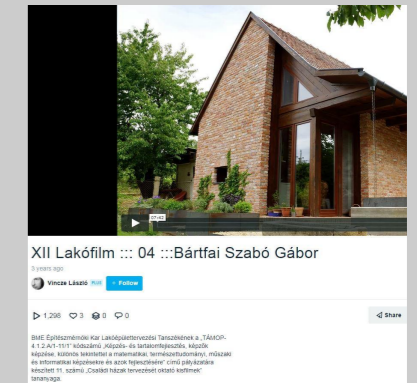 07:42
XII Lakófilm ::: 04 :::Bártfai Szabó Gábor
3 years ago
Vincze László Follow
1,298 3 0 0 Share
BME Építészmérnöki Kar Lakóépülettervezési Tanszékének a „TÁMOP-
4.1.2.A/1-11/1" kódszámú „Képzés- és tartalomfejlesztés, képzők
képzése, különös tekintettel a matematikai, természettudományi, műszaki
és informatikai képzésekre és azok fejlesztésére" című pályázatára
készített 11. számú „Családi házak tervezését oktató kisfilmek"
tananyaga.